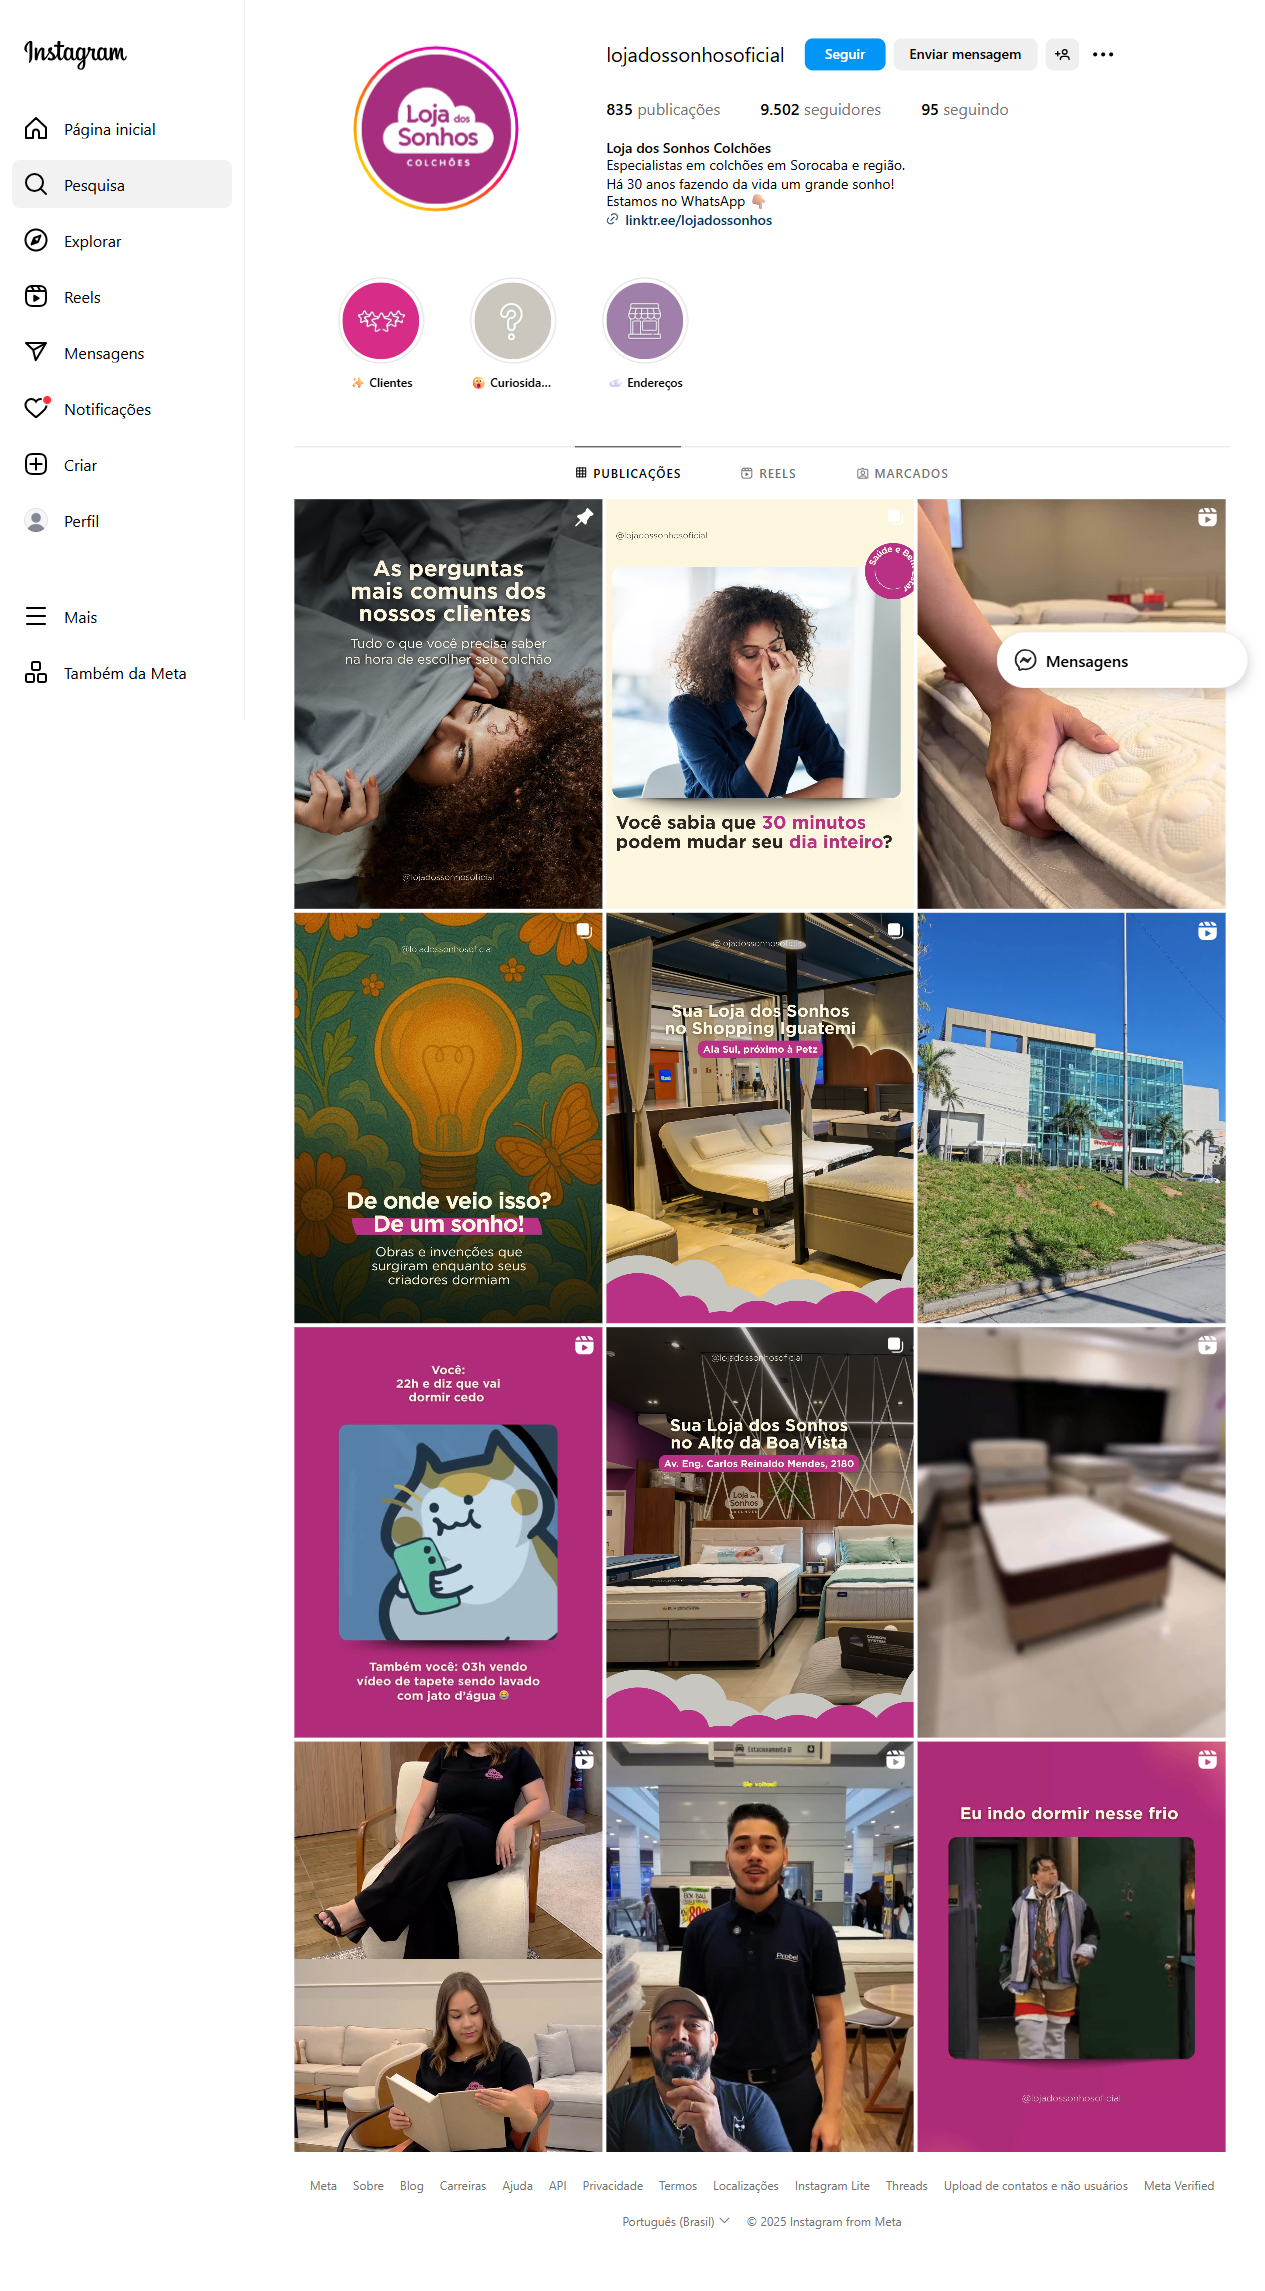 Instagram
Página inicial
Pesquisa
Explorar
Reels
Mensagens
Notificações
Criar
Perfil
Mais
Também da Meta
Loja dos
Sonhos
COLCHÕES
lojadossonhosoficial
Seguir
Enviar mensagem
835 publicações
9.502 seguidores
95 seguindo
Loja dos Sonhos Colchões
Especialistas em colchões em Sorocaba e região.
Há 30 anos fazendo da vida um grande sonho!
Estamos no WhatsApp 👇🏼
linktr.ee/lojadossonhos
✨ Clientes
😲 Curiosida...
☁️ Endereços
PUBLICAÇÕES
REELS
MARCADOS
As perguntas
mais comuns dos
nossos clientes
Tudo o que você precisa saber
na hora de escolher seu colchão
@lojadossonhosoficial
@lojadossonhosoficial
Saúde e Bem-estar
Você sabia que 30 minutos
podem mudar seu dia inteiro?
Mensagens
@lojadossonhosoficial
De onde veio isso?
De um sonho!
Obras e invenções que
surgiram enquanto seus
criadores dormiam
@lojadossonhosoficial
Sua Loja dos Sonhos
no Shopping Iguatemi
Ala Sul, próximo à Petz
Você:
22h e diz que vai
dormir cedo
Também você: 03h vendo
vídeo de tapete sendo lavado
com jato d'água 😭
@lojadossonhosoficial
Sua Loja dos Sonhos
no Alto da Boa Vista
Av. Eng. Carlos Reinaldo Mendes, 2180
Loja dos
Sonhos
Estacionamento
Ele voltou!
Probel
Eu indo dormir nesse frio
@lojadossonhosoficial
Meta
Sobre
Blog
Carreiras
Ajuda
API
Privacidade
Termos
Localizações
Instagram Lite
Threads
Upload de contatos e não usuários
Meta Verified
Português (Brasil)
© 2025 Instagram from Meta